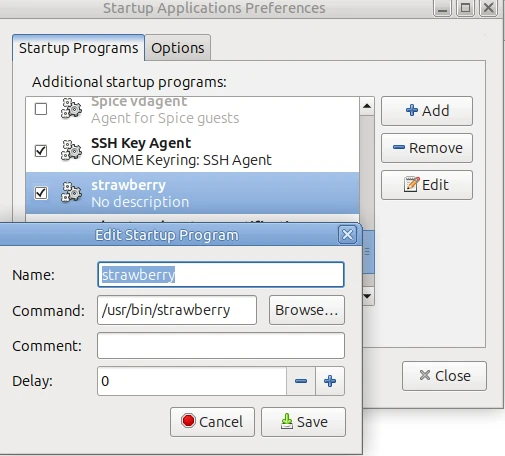 Startup Applications Preferences
Startup Programs Options
Additional startup programs:
Spice vdagent
Agent for Spice guests
Add
SSH Key Agent
GNOME Keyring: SSH Agent
Remove
strawberry
No description
Edit
Edit Startup Program
Name: strawberry
Command: /usr/bin/strawberry Browse...
Comment:
Delay: 0
Close
Cancel Save